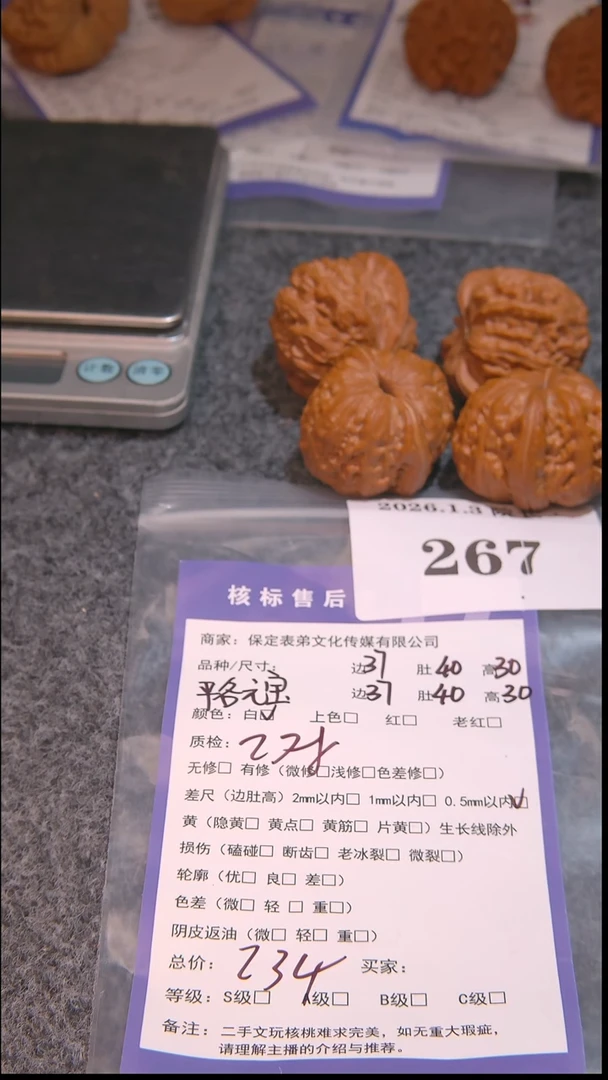 计数 清零
2026.1.3
267
核标售后
商家：保定表弟文化传媒有限公司
品种/尺寸： 边37 肚40 高30
平谷元宝 边37 肚40 高30
颜色：白☑ 上色□ 红□ 老红□
质检：
无修□ 有修（微修□浅修□色差修□）
差尺（边肚高）2mm以内□ 1mm以内□ 0.5mm以内☑
黄（隐黄□ 黄点□ 黄筋□ 片黄□）生长线除外
损伤（磕碰□ 断齿□ 老冰裂□ 微裂□）
轮廓（优□ 良□ 差□）
色差（微□ 轻□ 重□）
阴皮返油（微□ 轻□ 重□）
总价： 234 买家：
等级：S级□ A级□ B级□ C级□
备注：二手文玩核桃难求完美，如无重大瑕疵，
请理解主播的介绍与推荐。